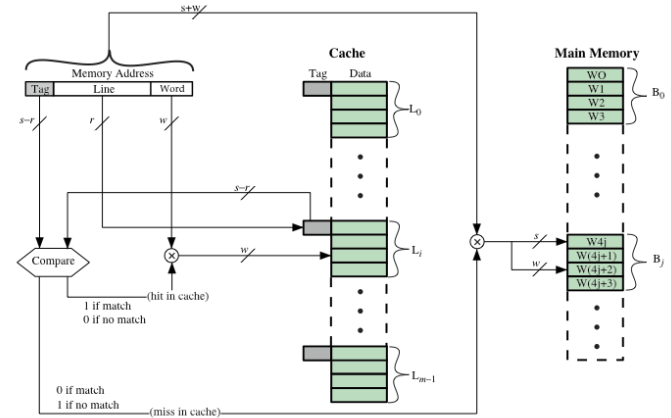 s+w
Cache
Main Memory
Memory Address
Tag Data
Tag Line Word
WO
W1
W2
W3
B0
L0
s–r
r
w
s–r
Compare
w
Li
s
w
W4j
W(4j+1)
W(4j+2)
W(4j+3)
Bj
(hit in cache)
1 if match
0 if no match
Lm–1
0 if match
1 if no match
(miss in cache)